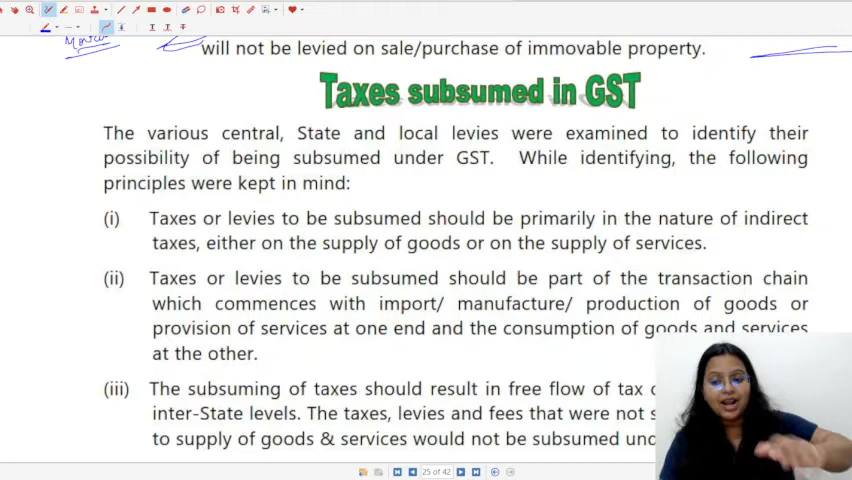 will not be levied on sale/purchase of immovable property.
Taxes subsumed in GST
The various central, State and local levies were examined to identify their
possibility of being subsumed under GST. While identifying, the following
principles were kept in mind:
(i) Taxes or levies to be subsumed should be primarily in the nature of indirect
taxes, either on the supply of goods or on the supply of services.
(ii) Taxes or levies to be subsumed should be part of the transaction chain
which commences with import/ manufacture/ production of goods or
provision of services at one end and the consumption of goods and services
at the other.
(iii) The subsuming of taxes should result in free flow of tax
inter-State levels. The taxes, levies and fees that were not
to supply of goods & services would not be subsumed
25 of 42